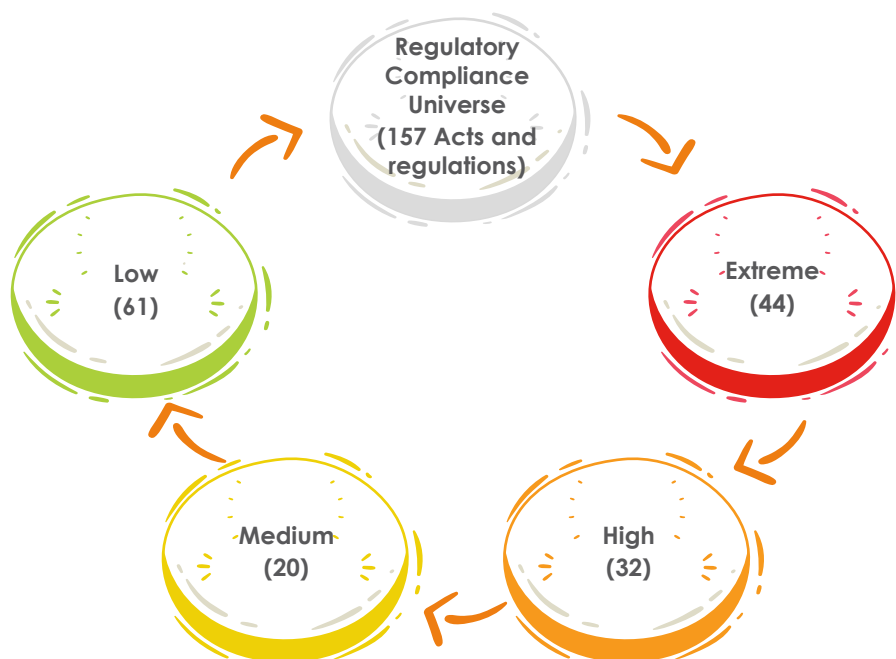 Regulatory
Compliance
Universe
(157 Acts and
regulations)
Extreme
(44)
High
(32)
Medium
(20)
Low
(61)